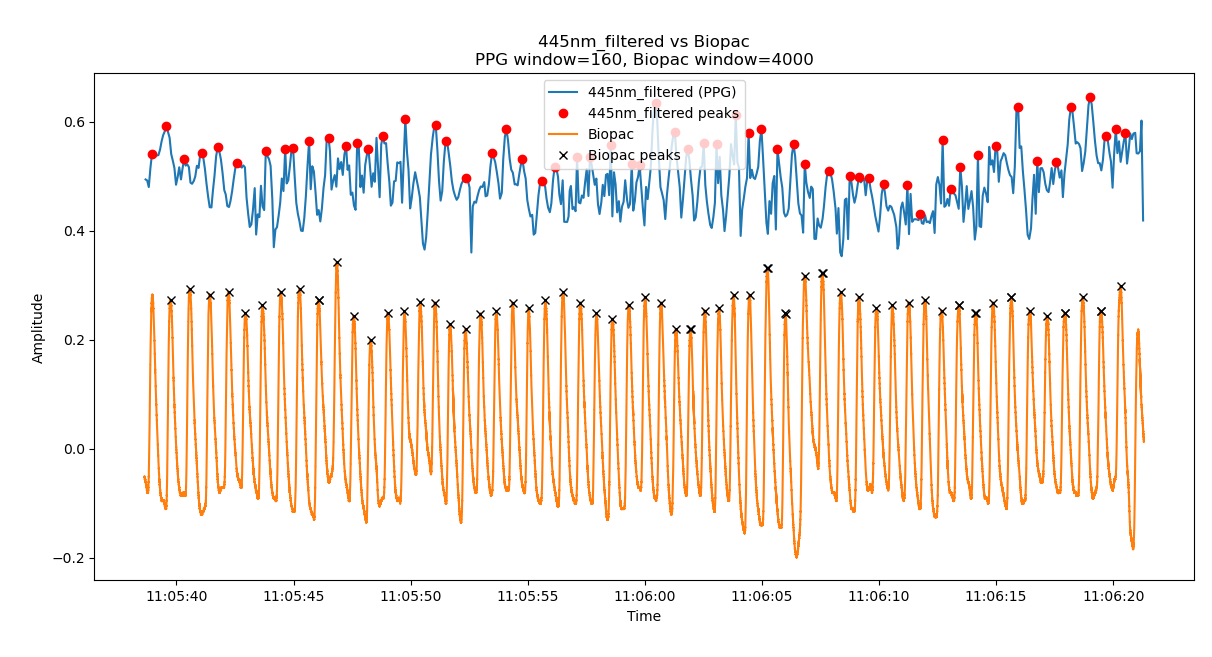 445nm_filtered vs Biopac
PPG window=160, Biopac window=4000
445nm_filtered (PPG)
445nm_filtered peaks
Biopac
Biopac peaks
Amplitude
0.6
0.4
0.2
0.0
−0.2
11:05:40
11:05:45
11:05:50
11:05:55
11:06:00
11:06:05
11:06:10
11:06:15
11:06:20
Time